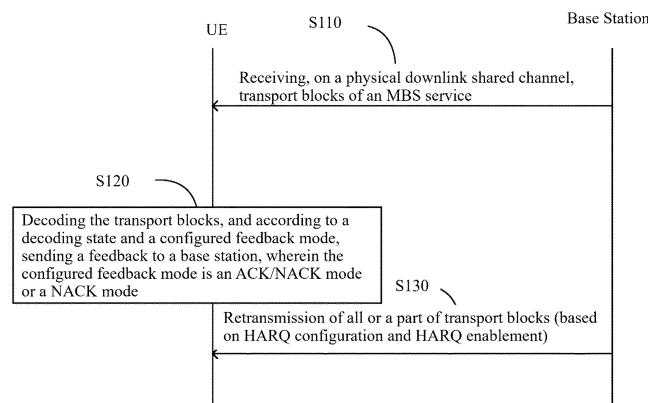 UE
S110
Base Station
Receiving, on a physical downlink shared channel,
transport blocks of an MBS service
S120
Decoding the transport blocks, and according to a
decoding state and a configured feedback mode,
sending a feedback to a base station, wherein the
configured feedback mode is an ACK/NACK mode
or a NACK mode
S130
Retransmission of all or a part of transport blocks (based
on HARQ configuration and HARQ enablement)